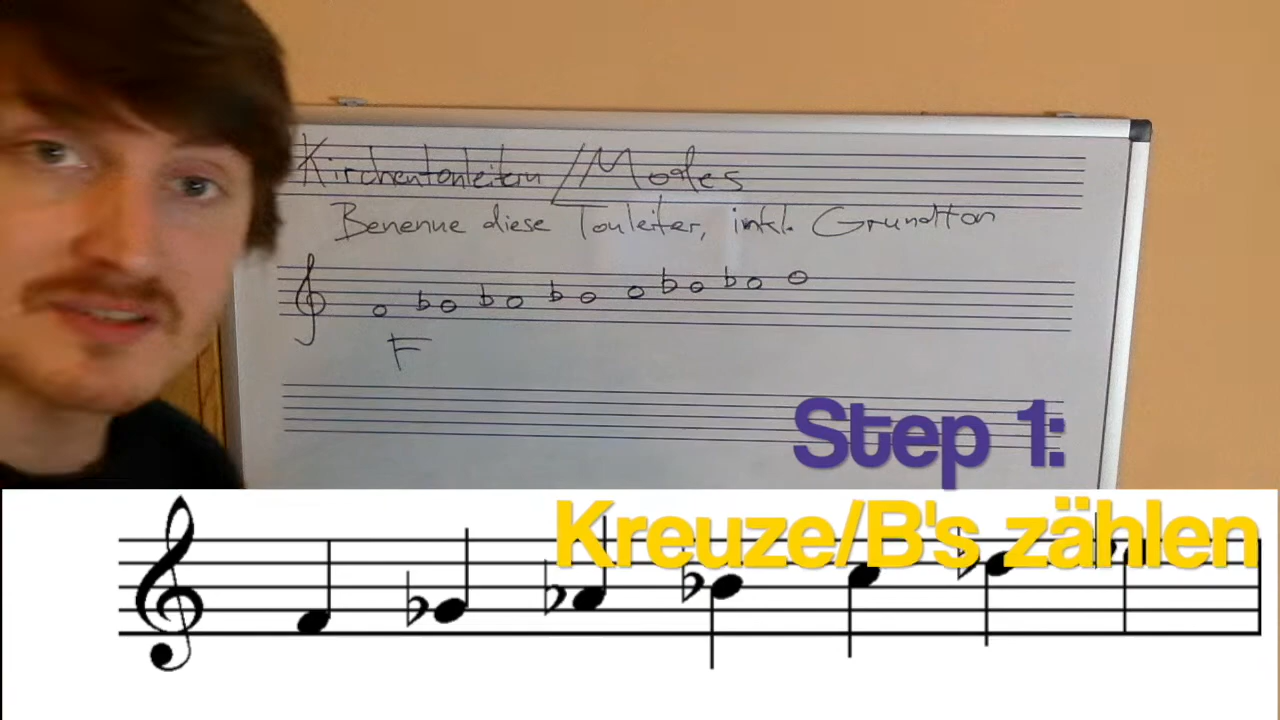 Kirchentonleitern/Modes
Benenne diese Tonleiter, inkl. Grundton
F
Step 1:
Kreuze/B's zählen